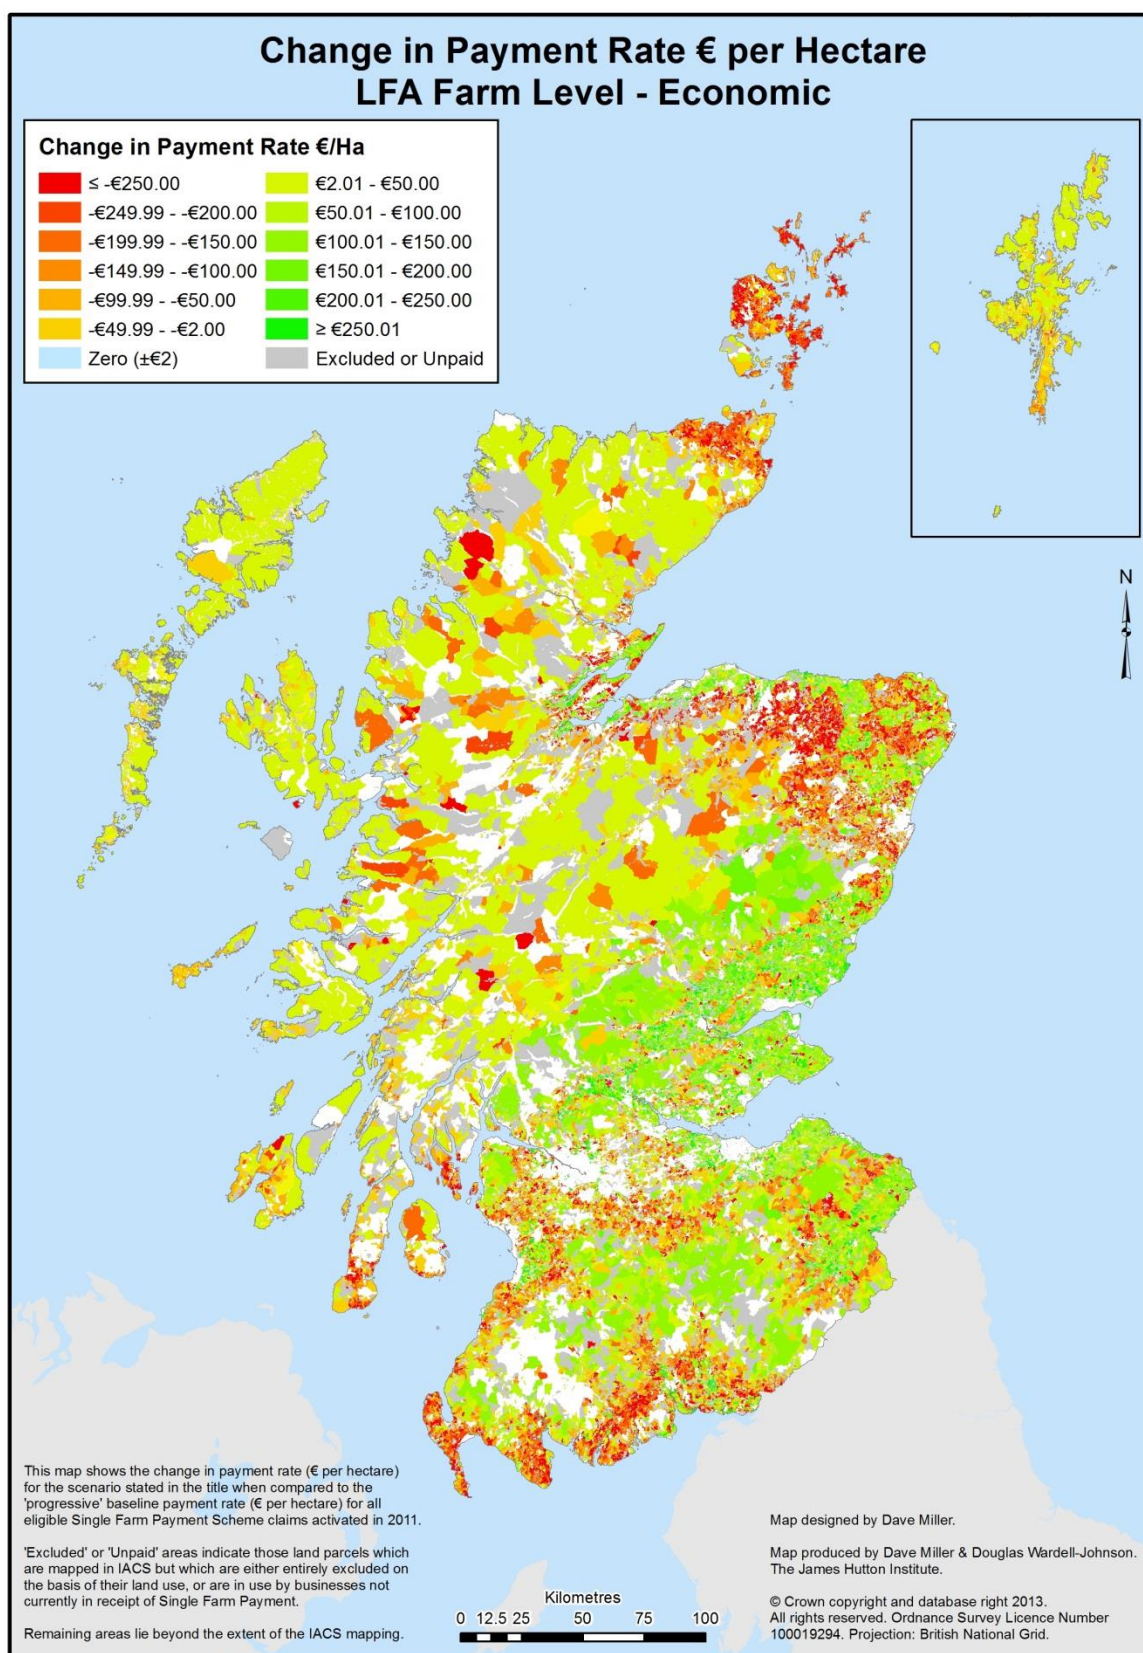 Change in Payment Rate € per Hectare
LFA Farm Level - Economic
Change in Payment Rate €/Ha
≤ -€250.00
-€249.99 - -€200.00
-€199.99 - -€150.00
-€149.99 - -€100.00
-€99.99 - -€50.00
-€49.99 - -€2.00
Zero (±€2)
€2.01 - €50.00
€50.01 - €100.00
€100.01 - €150.00
€150.01 - €200.00
€200.01 - €250.00
≥ €250.01
Excluded or Unpaid
N
This map shows the change in payment rate (€ per hectare)
for the scenario stated in the title when compared to the
'progressive' baseline payment rate (€ per hectare) for all
eligible Single Farm Payment Scheme claims activated in 2011.
'Excluded' or 'Unpaid' areas indicate those land parcels which
are mapped in IACS but which are either entirely excluded on
the basis of their land use, or are in use by businesses not
currently in receipt of Single Farm Payment.
Remaining areas lie beyond the extent of the IACS mapping.
Kilometres
0 12.5 25 50 75 100
Map designed by Dave Miller.
Map produced by Dave Miller & Douglas Wardell-Johnson.
The James Hutton Institute.
© Crown copyright and database right 2013.
All rights reserved. Ordnance Survey Licence Number
100019294. Projection: British National Grid.